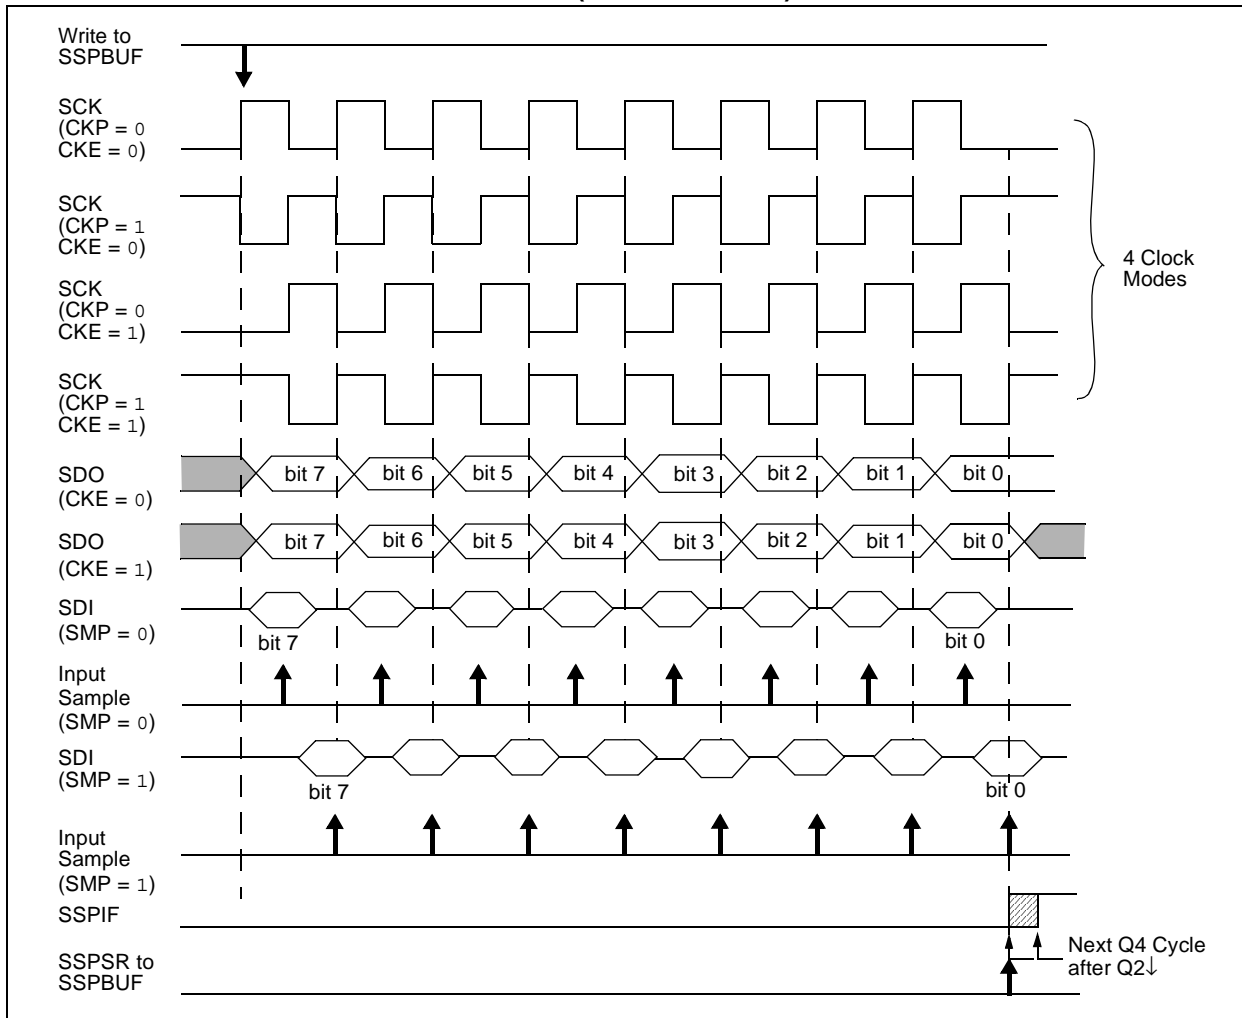 Write to
SSPBUF
SCK
(CKP = 0
CKE = 0)
SCK
(CKP = 1
CKE = 0)
SCK
(CKP = 0
CKE = 1)
SCK
(CKP = 1
CKE = 1)
4 Clock
Modes
SDO
(CKE = 0)
bit 7 bit 6 bit 5 bit 4 bit 3 bit 2 bit 1 bit 0
SDO
(CKE = 1)
bit 7 bit 6 bit 5 bit 4 bit 3 bit 2 bit 1 bit 0
SDI
(SMP = 0)
bit 7 bit 0
Input
Sample
(SMP = 0)
SDI
(SMP = 1)
bit 7 bit 0
Input
Sample
(SMP = 1)
SSPIF
Next Q4 Cycle
after Q2↓
SSPSR to
SSPBUF